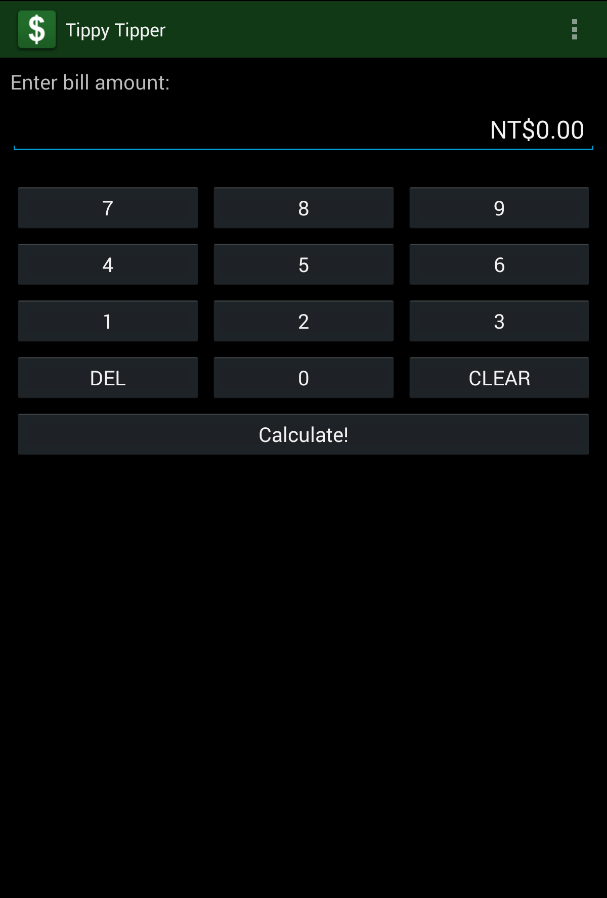 $ Tippy Tipper
Enter bill amount:
NT$0.00
7 8 9
4 5 6
1 2 3
DEL 0 CLEAR
Calculate!